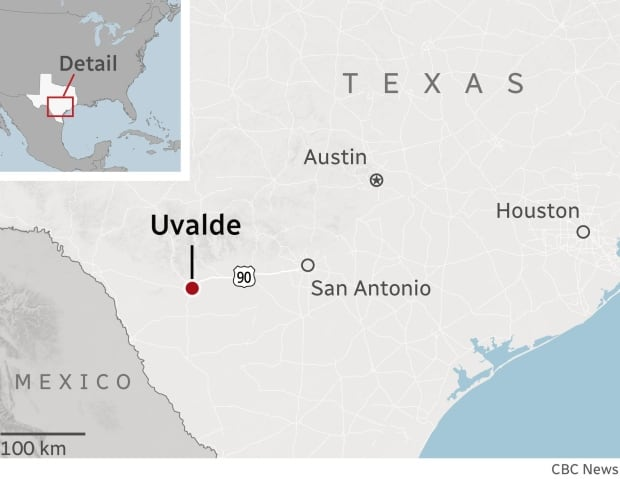 Detail
TEXAS
Austin
Uvalde
Houston
90
San Antonio
MEXICO
100 km
CBC News